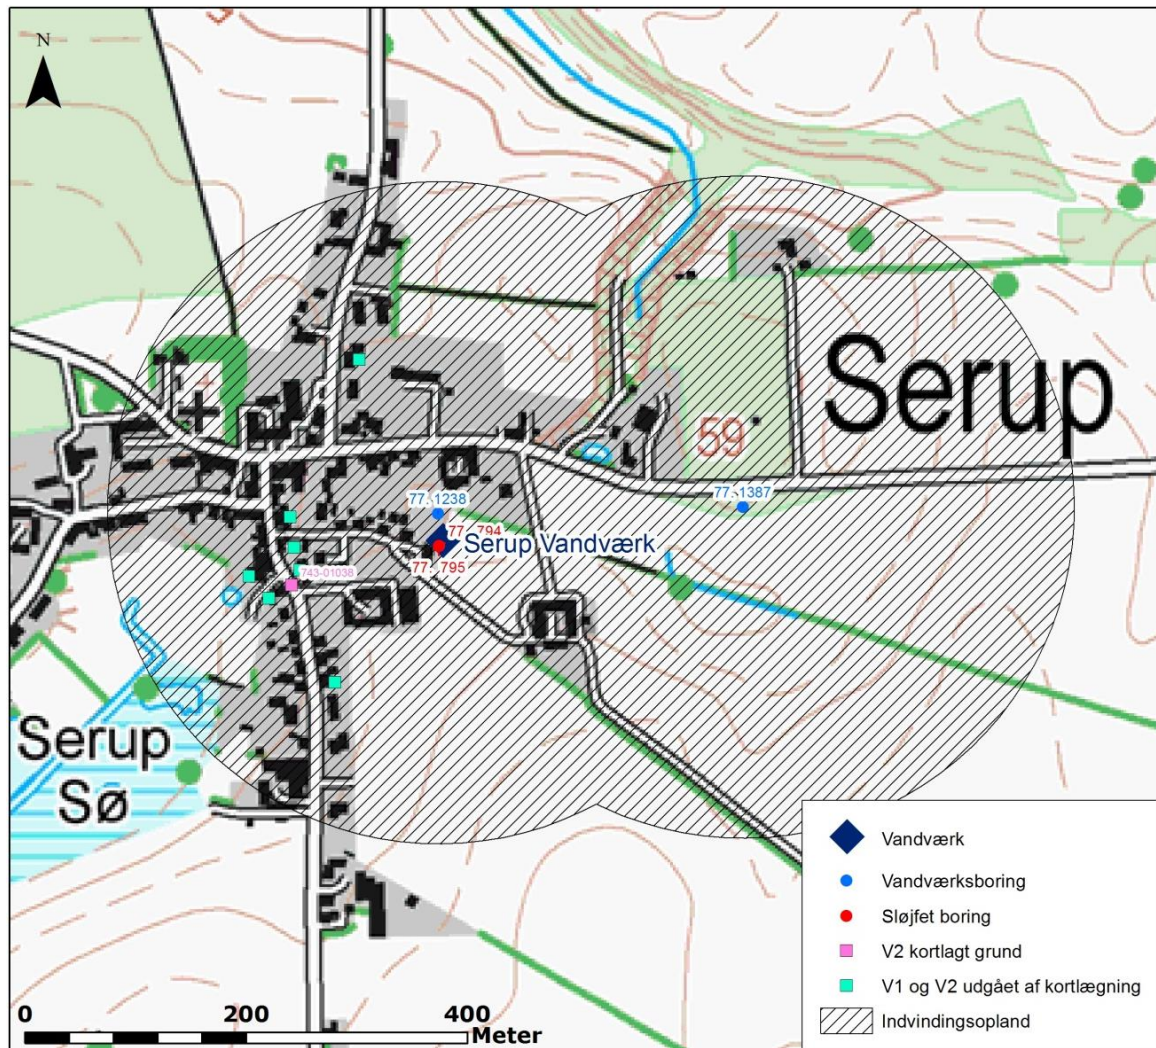 N
Serup
59
77. 1238
77. 1387
77. 794
Serup Vandværk
77. 795
743-01038
Serup
Sø
Vandværk
Vandværksboring
Sløjfet boring
V2 kortlagt grund
V1 og V2 udgået af kortlægning
Indvindingsopland
0 200 400
Meter